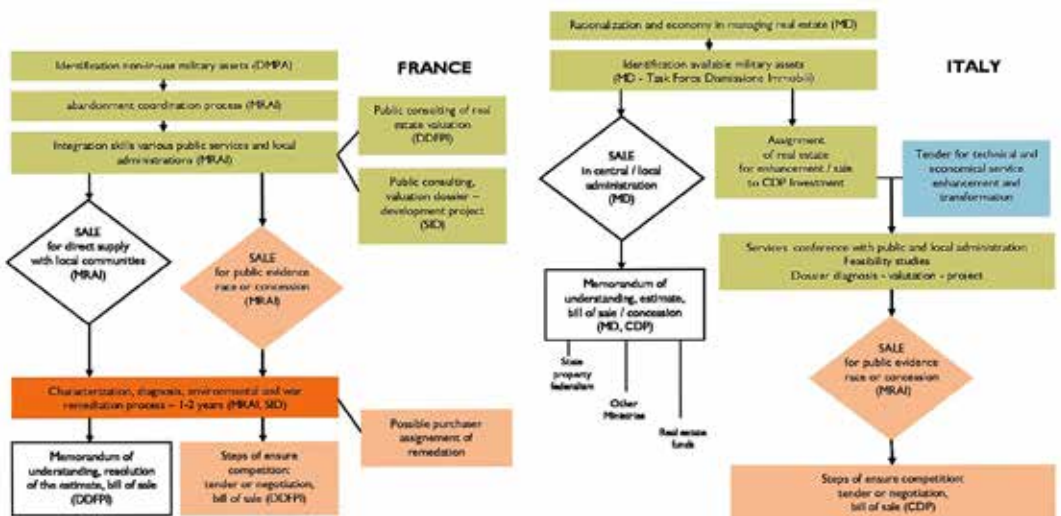 FRANCE
Identification non-in-use military assets (DMPA)
abandonment coordination process (MRAI)
Integration skills various public services and local
administrations (MRAI)
Public consulting of real
estate valuation
(DDFPI)
Public consulting,
valuation dossier –
development project
(SID)
SALE
for direct supply
with local communities
(MRAI)
SALE
for public evidence
race or concession
(MRAI)
Characterization, diagnosis, environmental and war
remediation process – 1-2 years (MRAI, SID)
Possible purchaser
assignement of
remedation
Memorandum of
understanding, resolution
of the estimate, bill of sale
(DDFPI)
Steps of ensure
competition:
tender or negotiation,
bill of sale (DDFPI)
ITALY
Rationalization and economy in managing real estate (MD)
Identification available military assets
(MD - Task Force Dismissione Immobili)
SALE
in central / local
administration
(MD)
Assignment
of real estate
for enhancement / sale
to CDP Investment
Tender for technical and
economical service
enhancement and
transformation
Services conference with public and local administration
Feasibility studies
Dossier diagnosis - valutation - project
Memorandum of
understanding, estimate,
bill of sale / concession
(MD, CDP)
State
property
federalism
Other
Ministries
Real estate
funds
SALE
for public evidence
race or concession
(MRAI)
Steps of ensure competition:
tender or negotiation,
bill of sale (CDP)